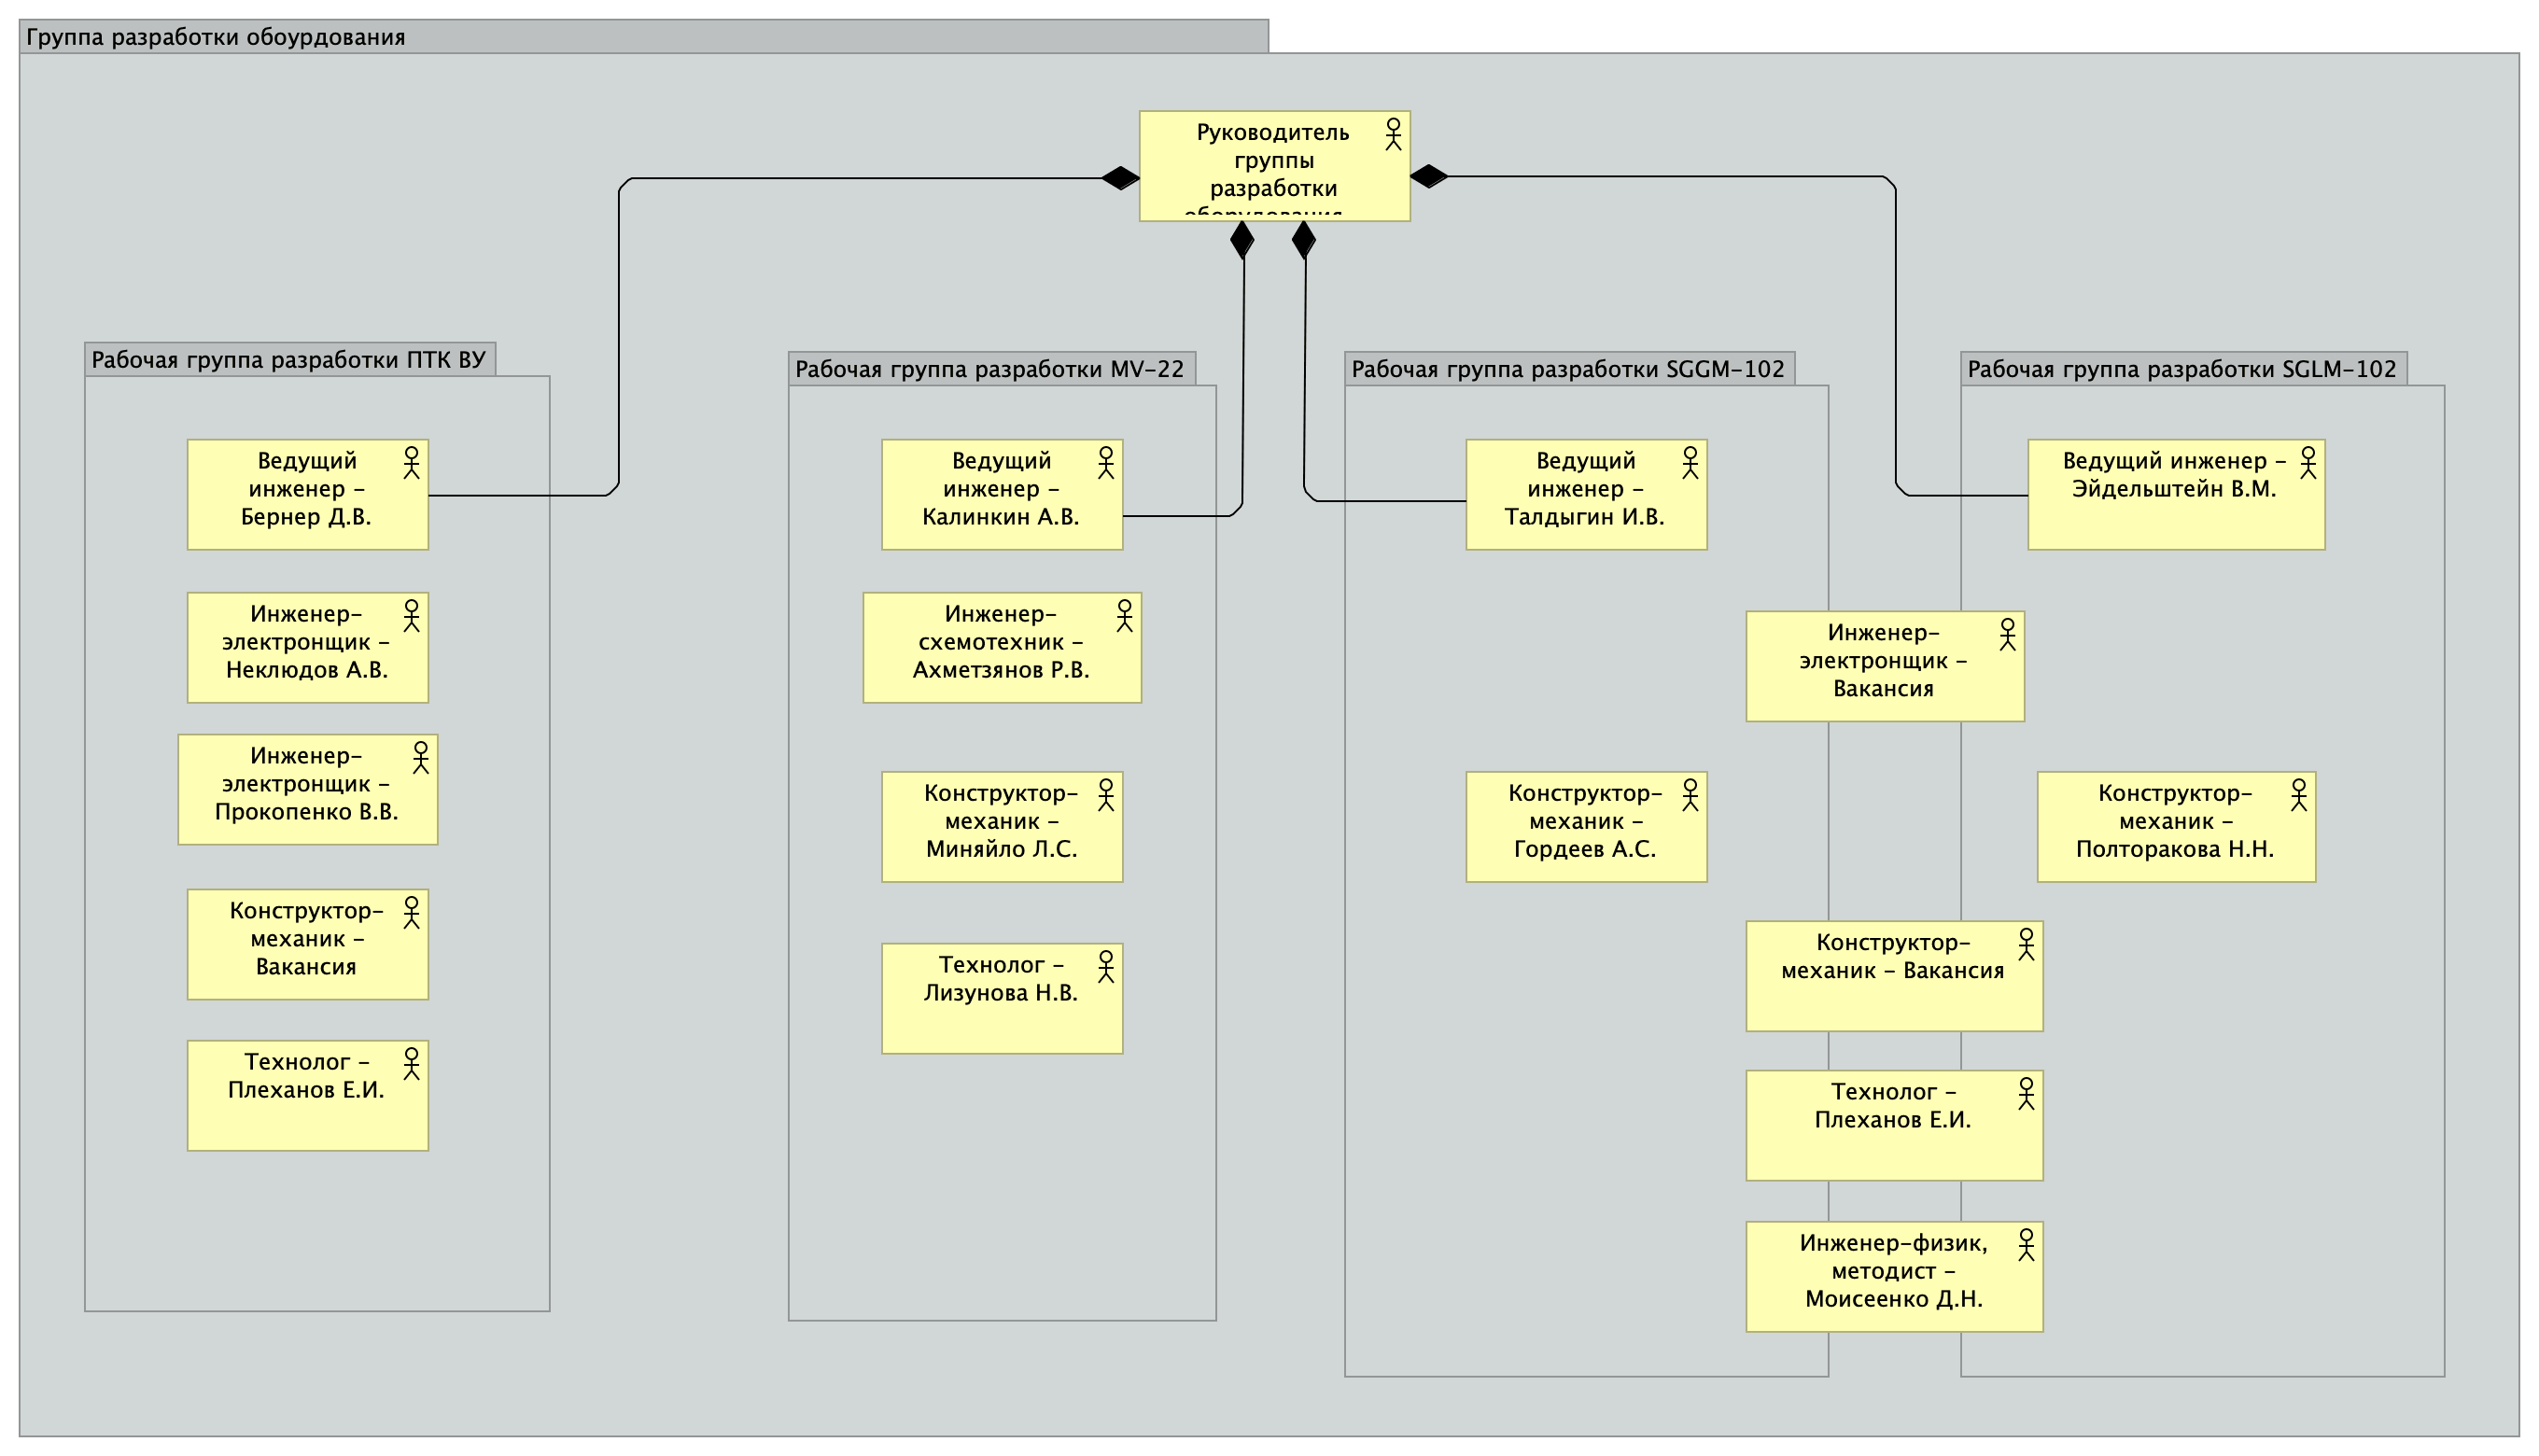 Группа разработки обоурдования
Руководитель
группы
разработки
Рабочая группа разработки ПТК ВУ
Ведущий
инженер –
Бернер Д.В.
Инженер-
электронщик –
Неклюдов А.В.
Инженер-
электронщик –
Прокопенко В.В.
Конструктор-
механик –
Вакансия
Технолог –
Плеханов Е.И.
Рабочая группа разработки MV-22
Ведущий
инженер –
Калинкин А.В.
Инженер-
схемотехник –
Ахметзянов Р.В.
Конструктор-
механик –
Миняйло Л.С.
Технолог –
Лизунова Н.В.
Рабочая группа разработки SGGM-102
Ведущий
инженер –
Талдыгин И.В.
Конструктор-
механик –
Гордеев А.С.
Рабочая группа разработки SGLM-102
Ведущий инженер –
Эйдельштейн В.М.
Инженер-
электронщик –
Вакансия
Конструктор-
механик –
Полторакова Н.Н.
Конструктор-
механик – Вакансия
Технолог –
Плеханов Е.И.
Инженер-физик,
методист –
Моисеенко Д.Н.